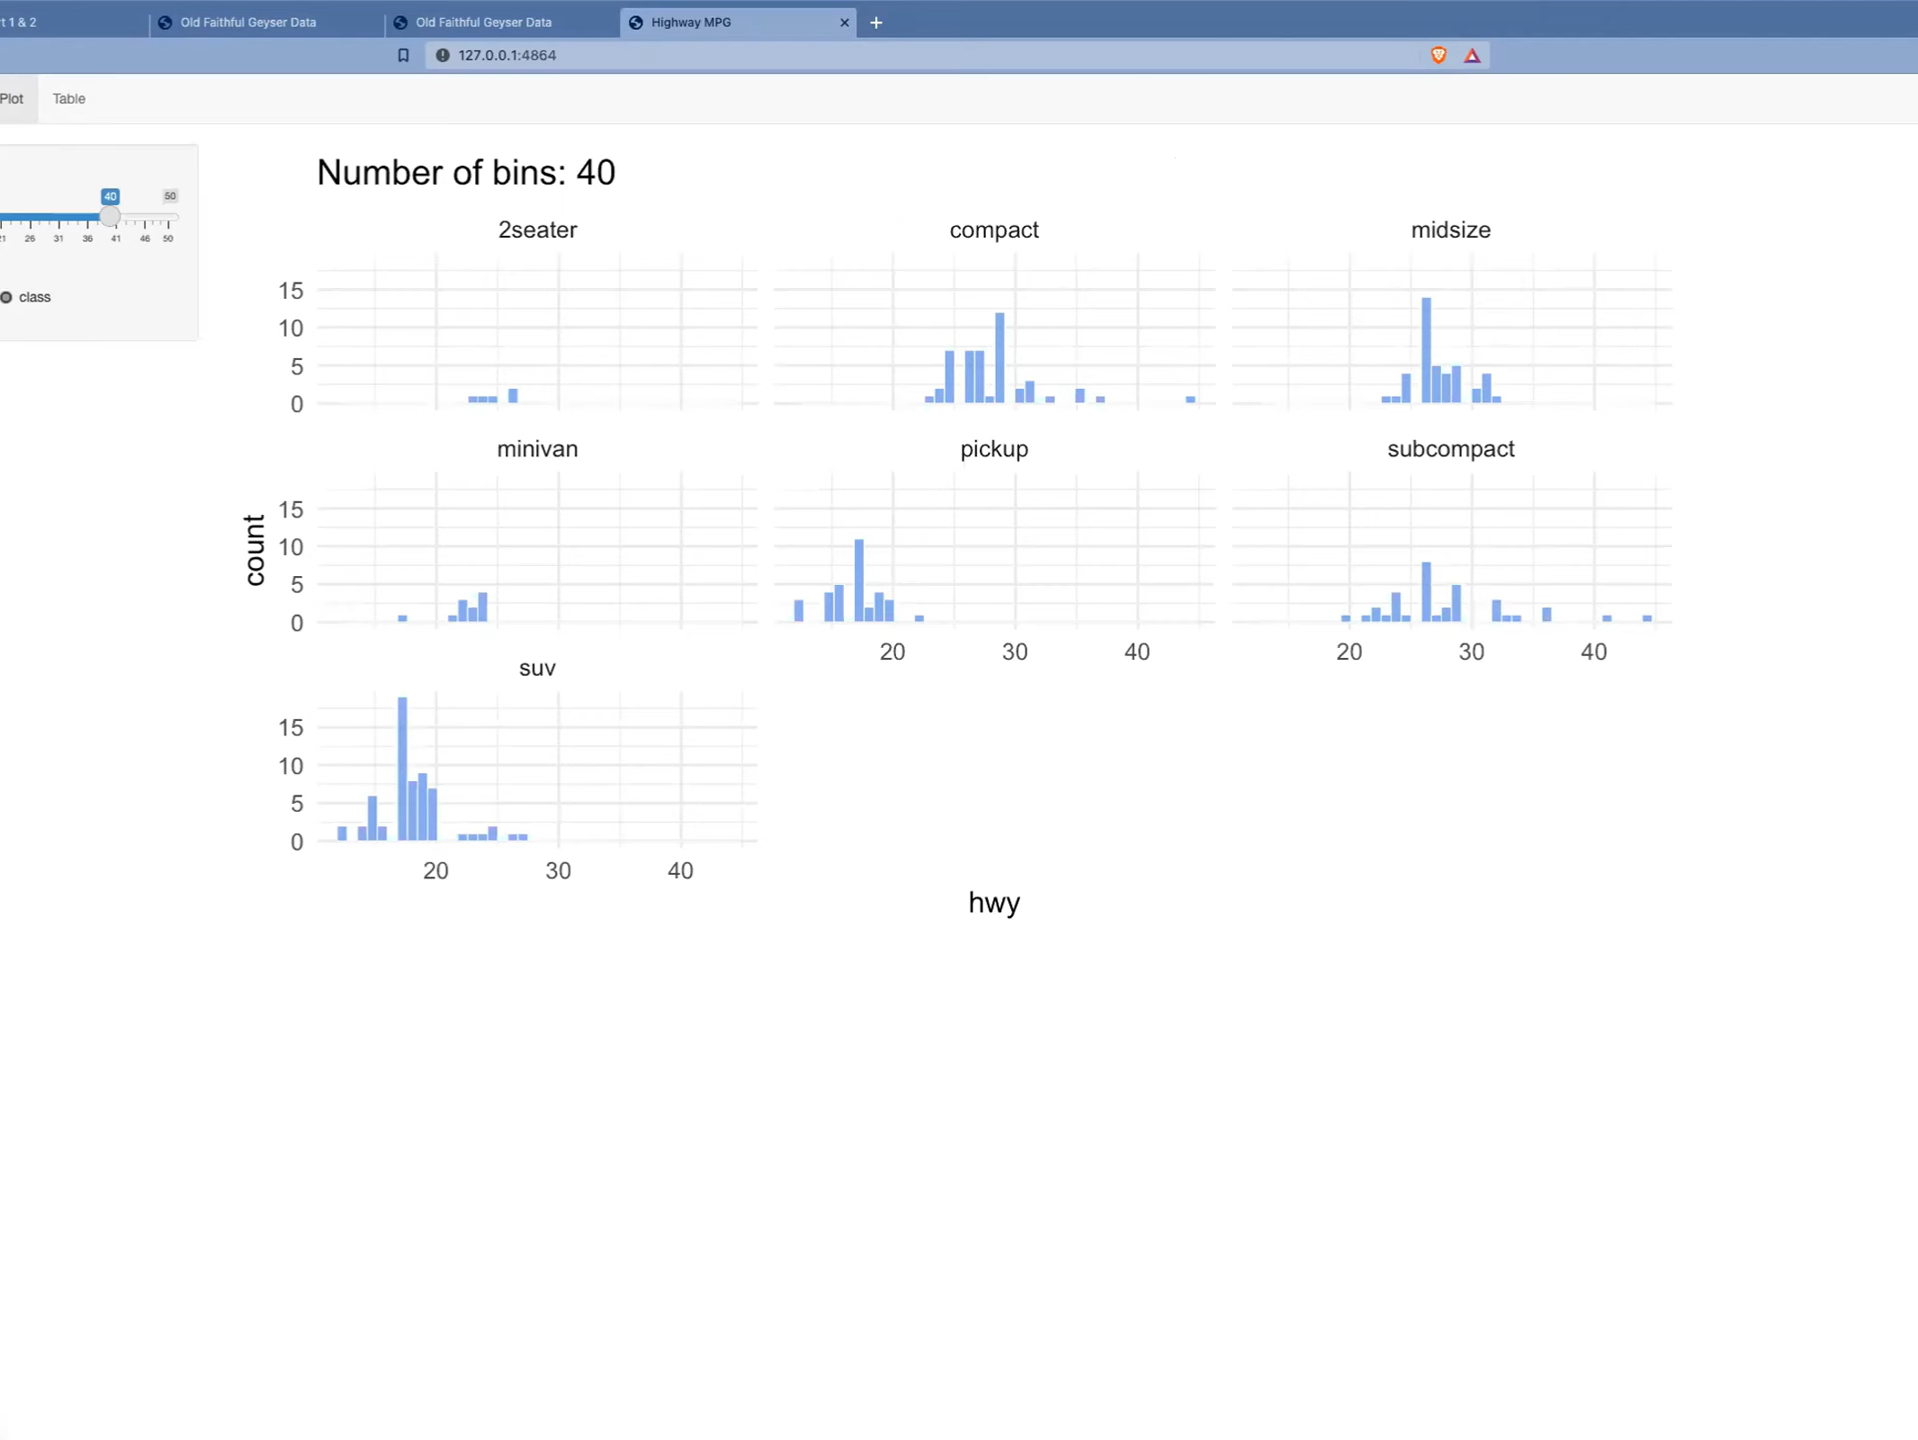 t 1 & 2
Old Faithful Geyser Data
Old Faithful Geyser Data
Highway MPG
127.0.0.1:4864
Plot
Table
40
50
21 26 31 36 41 46 50
class
Number of bins: 40
2seater
compact
midsize
15
10
5
0
minivan
pickup
subcompact
count
15
10
5
0
20 30 40
20 30 40
suv
15
10
5
0
20 30 40
hwy